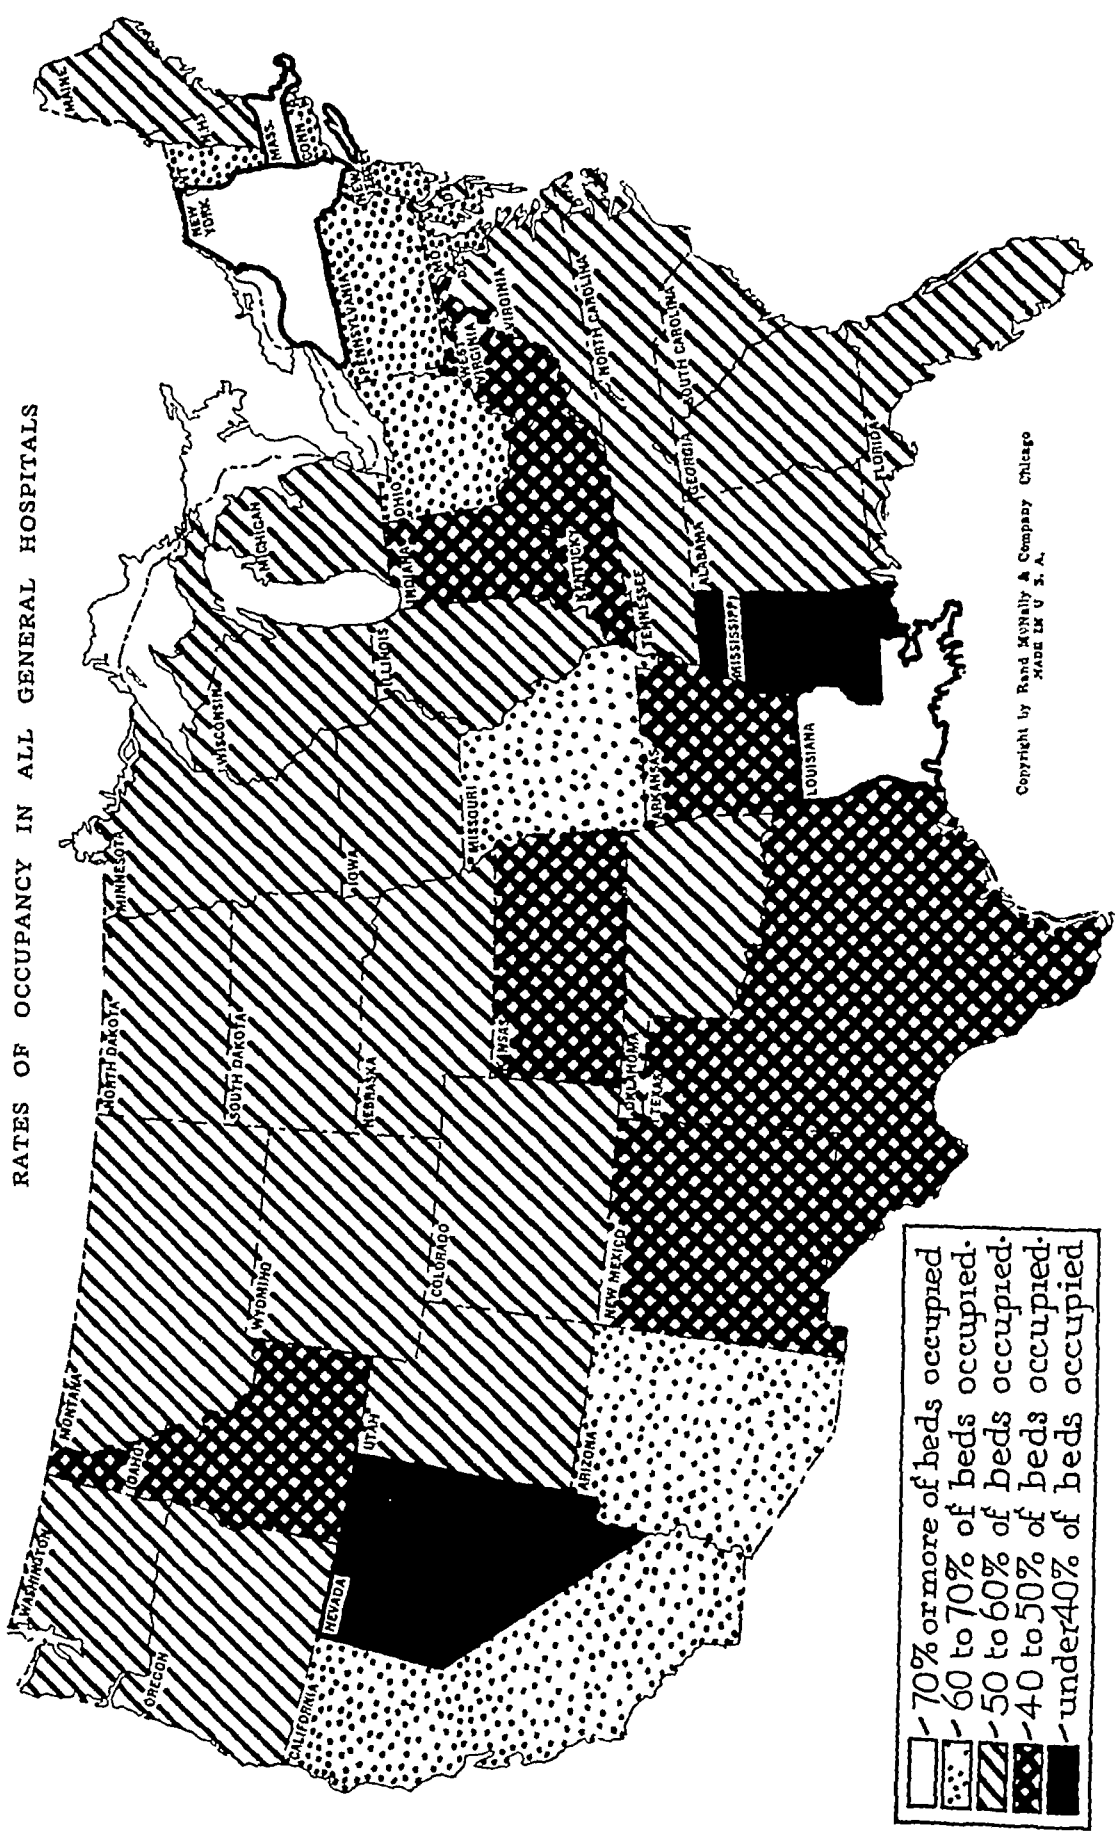 RATES OF OCCUPANCY IN ALL GENERAL HOSPITALS
WASHINGTON
MONTANA
NORTH DAKOTA
MINNESOTA
MAINE
OREGON
IDAHO
WYOMING
SOUTH DAKOTA
WISCONSIN
MICHIGAN
NEW
YORK
N.H.
MASS.
CONN.
CALIFORNIA
NEVADA
UTAH
COLORADO
NEBRASKA
IOWA
ILLINOIS
INDIANA
OHIO
PENNSYLVANIA
NEW
ARIZONA
NEW MEXICO
KANSAS
MISSOURI
KENTUCKY
WEST
VIRGINIA
VIRGINIA
MD.
D.C.
OKLAHOMA
TEXAS
ARKANSAS
TENNESSEE
NORTH CAROLINA
SOUTH CAROLINA
LOUISIANA
MISSISSIPPI
ALABAMA
GEORGIA
FLORIDA
70% or more of beds occupied
60 to 70% of beds occupied.
50 to 60% of beds occupied.
40 to 50% of beds occupied.
under 40% of beds occupied
Copyright by Rand McNally & Company Chicago
MADE IN U. S. A.